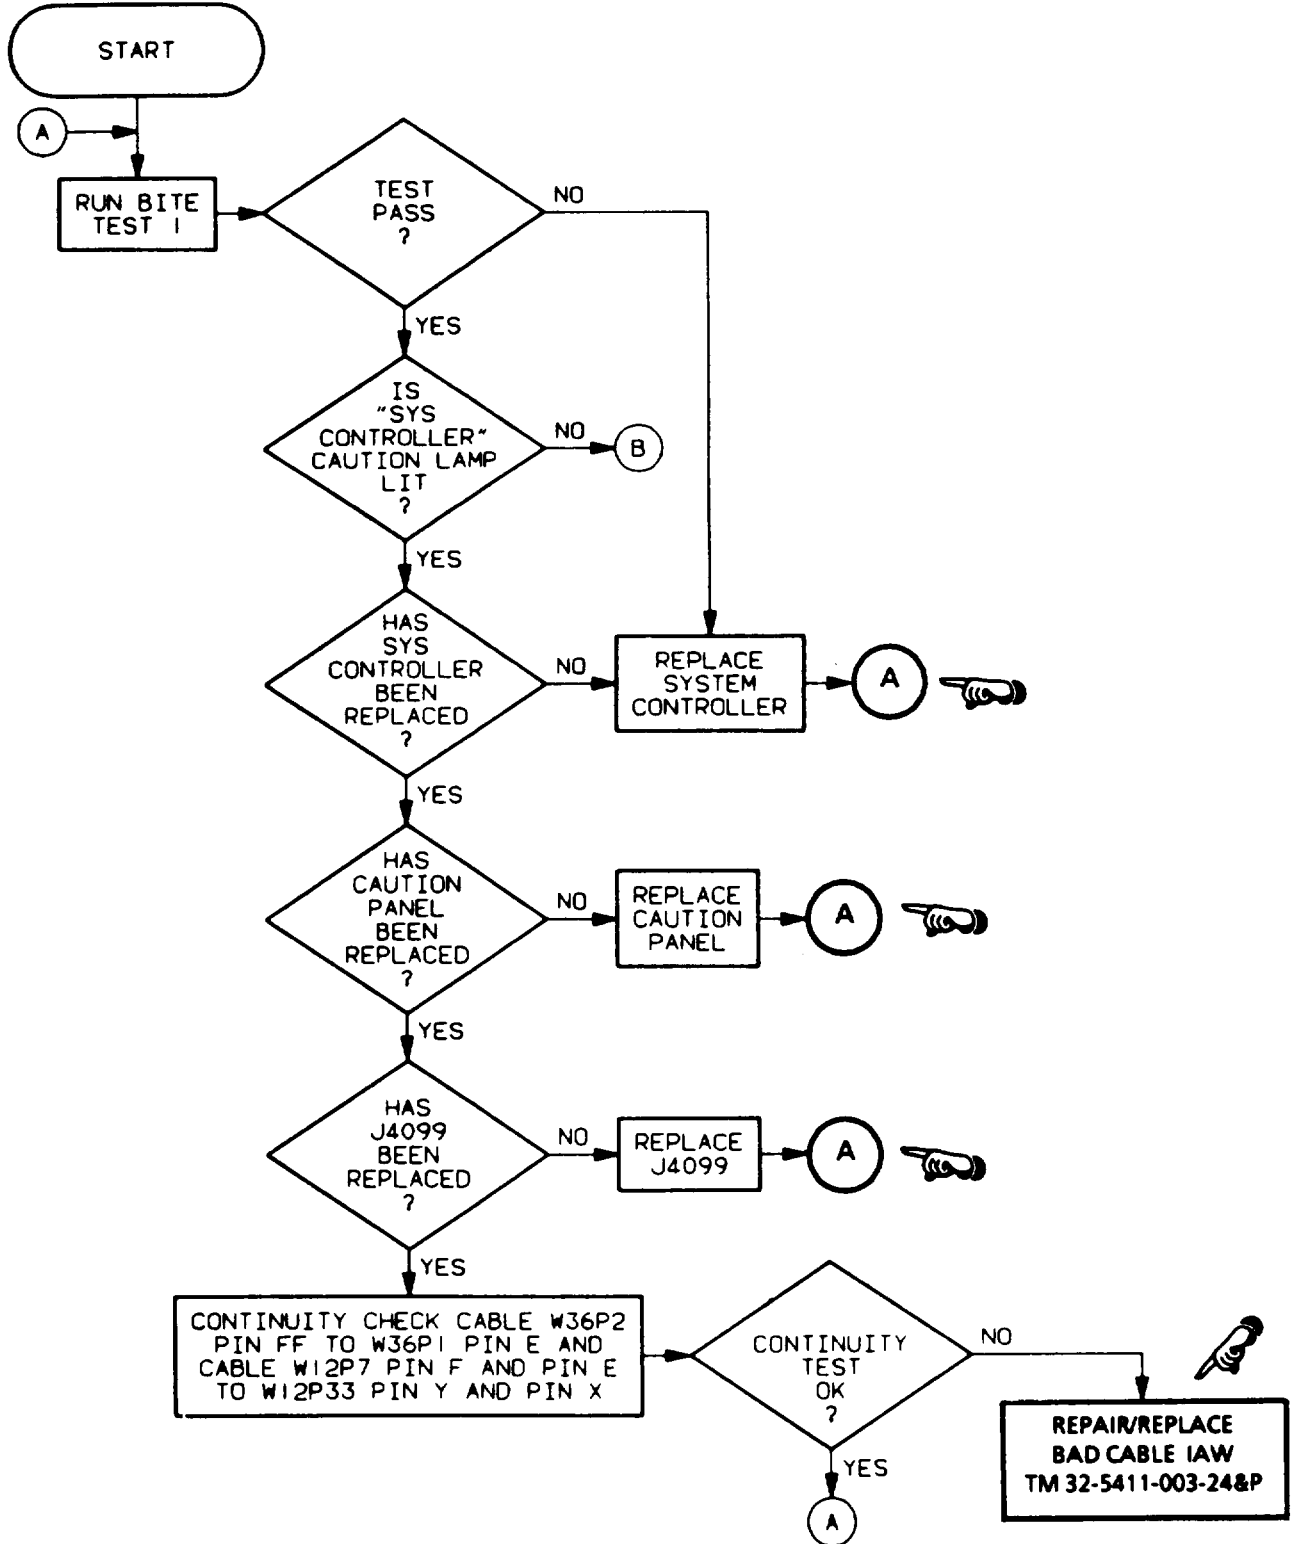 START
A
RUN BITE
TEST 1
TEST
PASS
?
NO
YES
IS
"SYS
CONTROLLER"
CAUTION LAMP
LIT
?
NO
B
YES
HAS
SYS
CONTROLLER
BEEN
REPLACED
?
NO
REPLACE
SYSTEM
CONTROLLER
A
YES
HAS
CAUTION
PANEL
BEEN
REPLACED
?
NO
REPLACE
CAUTION
PANEL
A
YES
HAS
J4099
BEEN
REPLACED
?
NO
REPLACE
J4099
A
YES
CONTINUITY CHECK CABLE W36P2
PIN FF TO W36P1 PIN E AND
CABLE W12P7 PIN F AND PIN E
TO W12P33 PIN Y AND PIN X
CONTINUITY
TEST
OK
?
NO
REPAIR/REPLACE
BAD CABLE IAW
TM 32-5411-003-24&P
YES
A